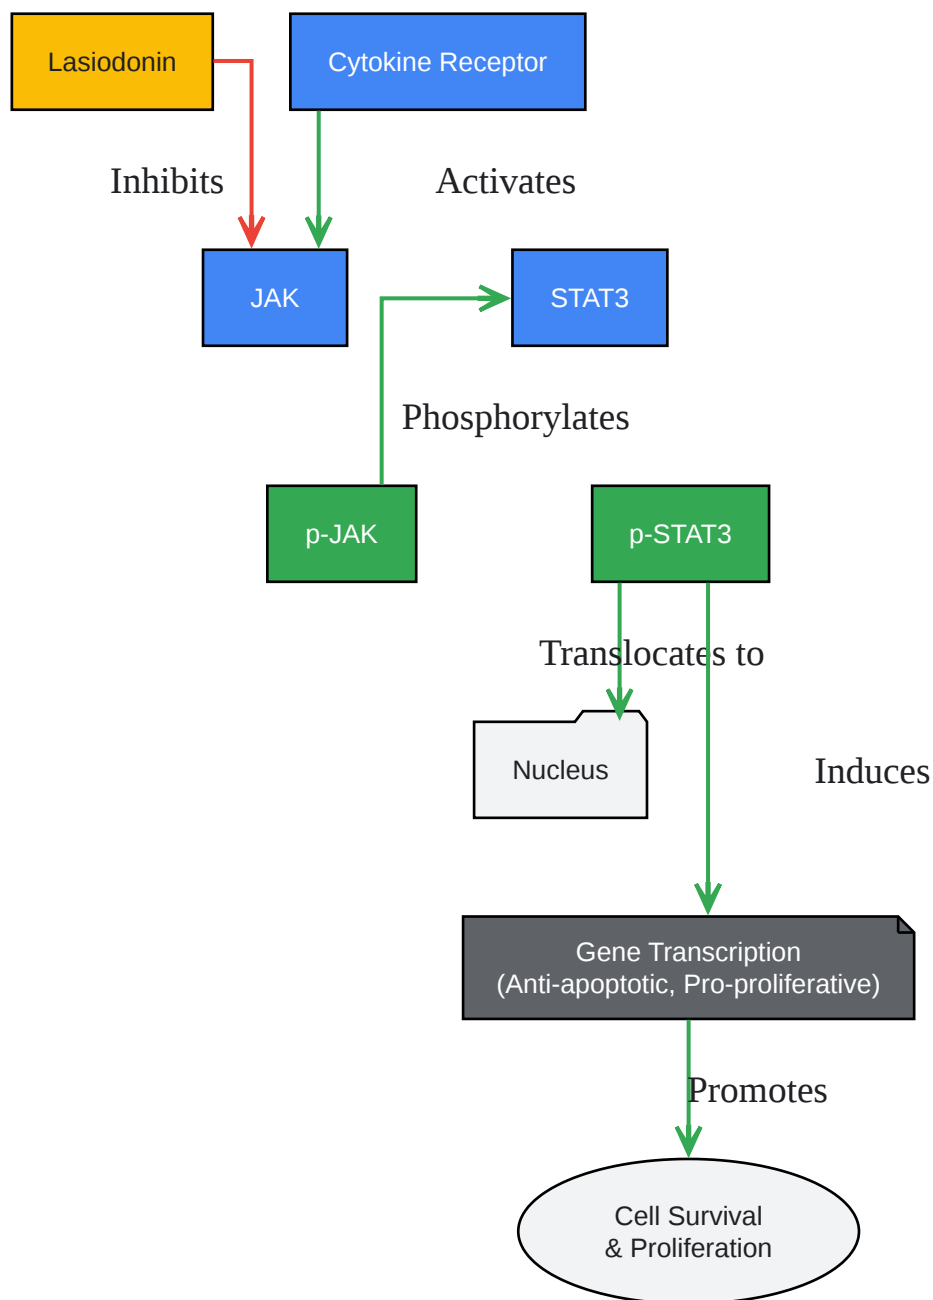 Lasiodonin
Cytokine Receptor
Inhibits
Activates
JAK
STAT3
Phosphorylates
p-JAK
p-STAT3
Translocates to
Nucleus
Induces
Gene Transcription
(Anti-apoptotic, Pro-proliferative)
Promotes
Cell Survival
& Proliferation